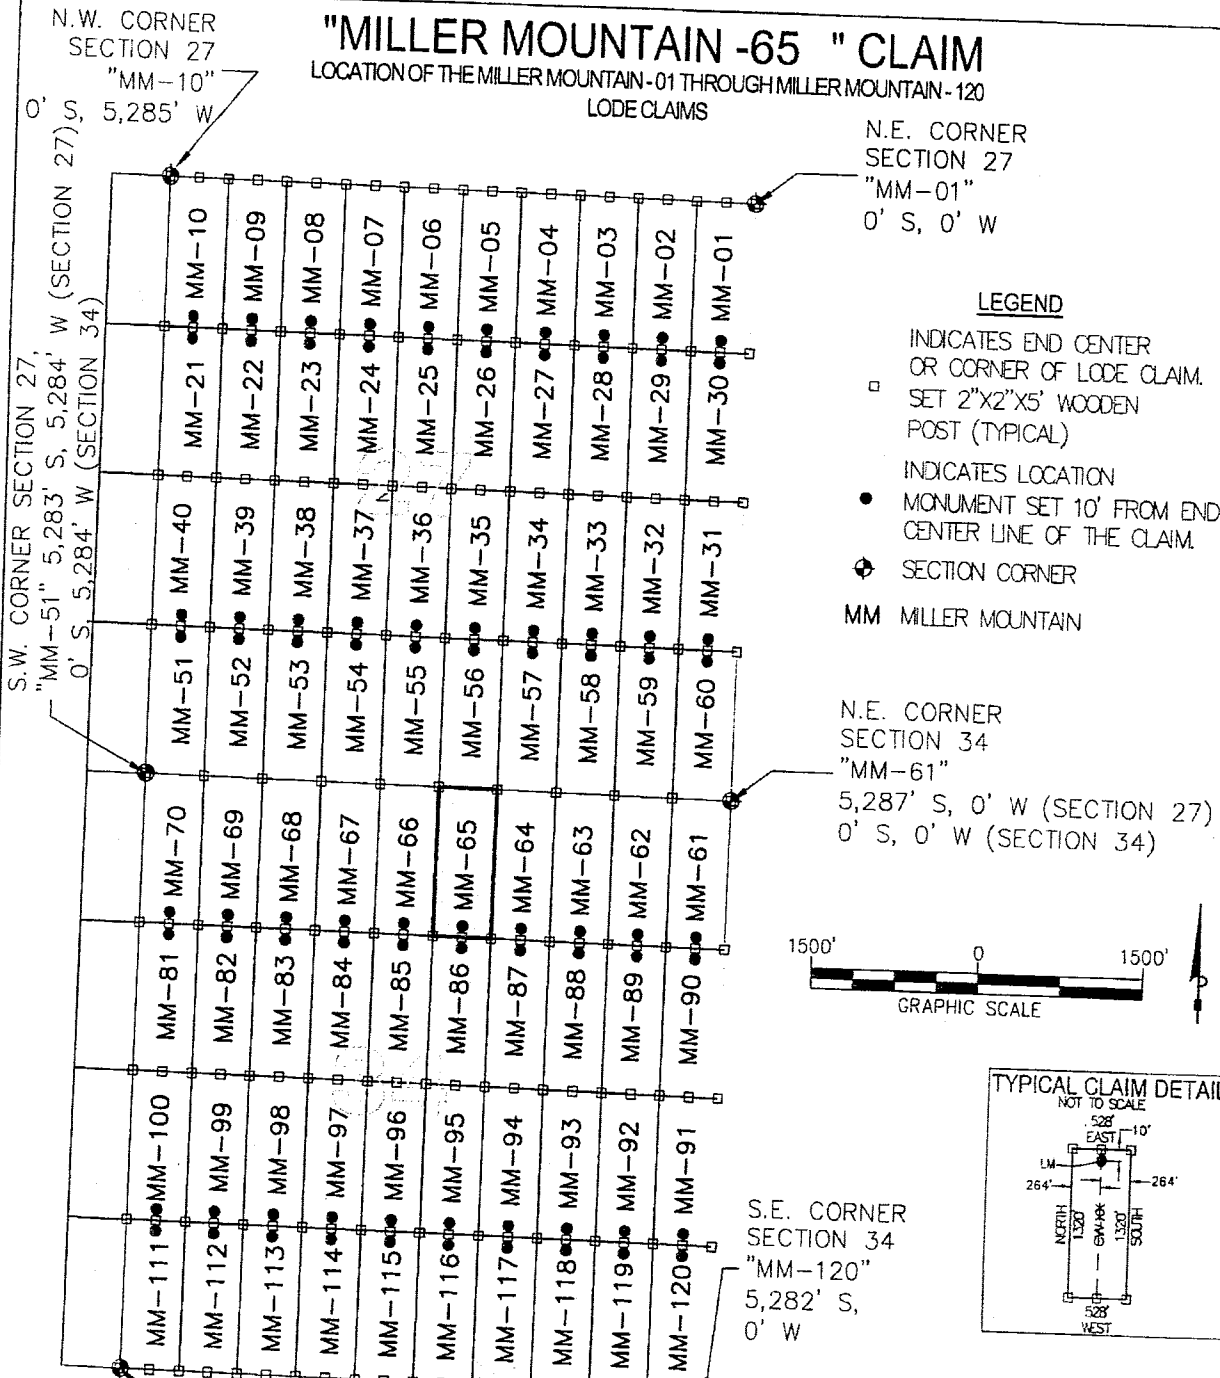 "MILLER MOUNTAIN -65 " CLAIM
LOCATION OF THE MILLER MOUNTAIN - 01 THROUGH MILLER MOUNTAIN - 120
LODE CLAIMS
N.W. CORNER
SECTION 27
"MM-10"
0' S, 5,285' W
N.E. CORNER
SECTION 27
"MM-01"
0' S, 0' W
S.W. CORNER SECTION 27,
"MM-51" 5,283' S, 5,284' W (SECTION 27)
0' S, 5,284' W (SECTION 34)
MM-10
MM-09
MM-08
MM-07
MM-06
MM-05
MM-04
MM-03
MM-02
MM-01
MM-21
MM-22
MM-23
MM-24
MM-25
MM-26
MM-27
MM-28
MM-29
MM-30
27
MM-40
MM-39
MM-38
MM-37
MM-36
MM-35
MM-34
MM-33
MM-32
MM-31
MM-51
MM-52
MM-53
MM-54
MM-55
MM-56
MM-57
MM-58
MM-59
MM-60
MM-70
MM-69
MM-68
MM-67
MM-66
MM-65
MM-64
MM-63
MM-62
MM-61
MM-81
MM-82
MM-83
MM-84
MM-85
MM-86
MM-87
MM-88
MM-89
MM-90
34
MM-100
MM-99
MM-98
MM-97
MM-96
MM-95
MM-94
MM-93
MM-92
MM-91
MM-111
MM-112
MM-113
MM-114
MM-115
MM-116
MM-117
MM-118
MM-119
MM-120
LEGEND
INDICATES END CENTER
OR CORNER OF LODE CLAIM.
SET 2"X2"X5' WOODEN
POST (TYPICAL)
INDICATES LOCATION
MONUMENT SET 10' FROM END
CENTER LINE OF THE CLAIM.
SECTION CORNER
MM MILLER MOUNTAIN
N.E. CORNER
SECTION 34
"MM-61"
5,287' S, 0' W (SECTION 27)
0' S, 0' W (SECTION 34)
1500' 0 1500'
GRAPHIC SCALE
TYPICAL CLAIM DETAIL
NOT TO SCALE
528'
EAST
10'
LM
264'
264'
NORTH
1320'
1320'
SOUTH
528'
WEST
S.E. CORNER
SECTION 34
"MM-120"
5,282' S,
0' W